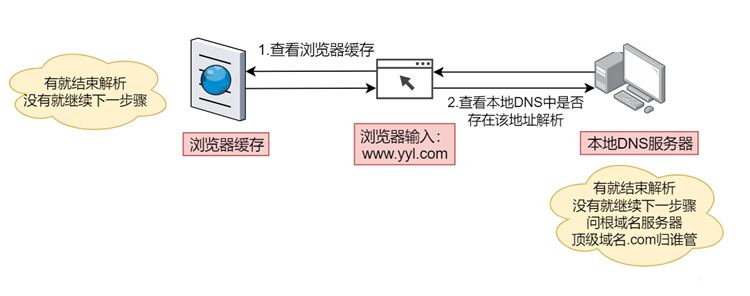 1.查看浏览器缓存
有就结束解析
没有就继续下一步骤
2.查看本地DNS中是否
存在该地址解析
浏览器缓存
浏览器输入：
www.yyl.com
本地DNS服务器
有就结束解析
没有就继续下一步骤
问根域名服务器
顶级域名.com归谁管